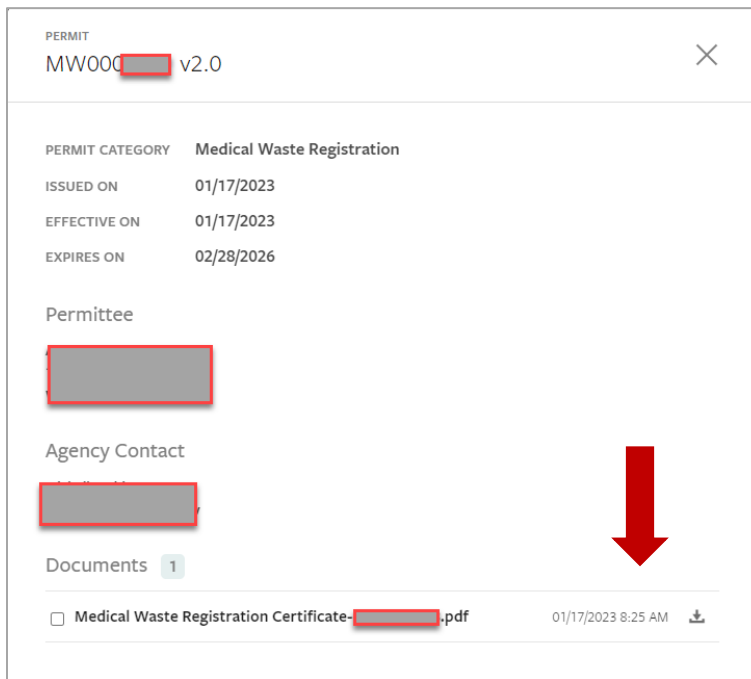 PERMIT
MW000 v2.0
PERMIT CATEGORY Medical Waste Registration
ISSUED ON 01/17/2023
EFFECTIVE ON 01/17/2023
EXPIRES ON 02/28/2026
Permittee
Agency Contact
Documents 1
Medical Waste Registration Certificate- .pdf 01/17/2023 8:25 AM